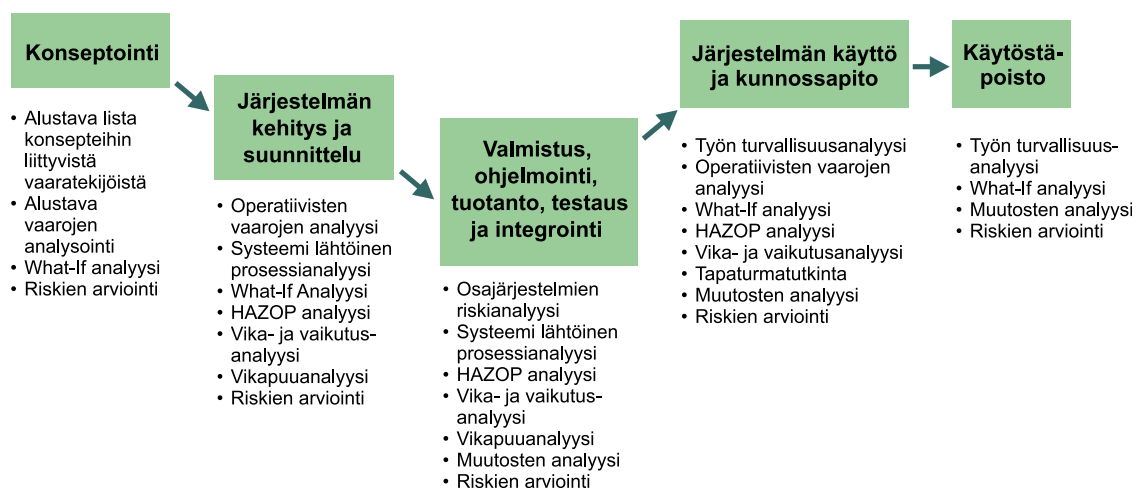 Konseptointi
• Alustava lista
konsepteihin
liittyvistä
vaaratekijöistä
• Alustava
vaarojen
analysointi
• What-If analyysi
• Riskien arviointi
Järjestelmän
kehitys ja
suunnittelu
• Operatiivisten
vaarojen analyysi
• Systeemi lähtöinen
prosessianalyysi
• What-If Analyysi
• HAZOP analyysi
• Vika- ja vaikutus-
analyysi
• Vikapuuanalyysi
• Riskien arviointi
Valmistus,
ohjelmointi,
tuotanto, testaus
ja integrointi
• Osajärjestelmien
riskianalyysi
• Systeemi lähtöinen
prosessianalyysi
• HAZOP analyysi
• Vika- ja vaikutus-
analyysi
• Vikapuuanalyysi
• Muutosten analyysi
• Riskien arviointi
Järjestelmän käyttö
ja kunnossapito
• Työn turvallisuusanalyysi
• Operatiivisten vaarojen
analyysi
• What-If analyysi
• HAZOP analyysi
• Vika- ja vaikutusanalyysi
• Tapaturmatutkinta
• Muutosten analyysi
• Riskien arviointi
Käytöstä-
poisto
• Työn turvallisuus-
analyysi
• What-If analyysi
• Muutosten analyysi
• Riskien arviointi